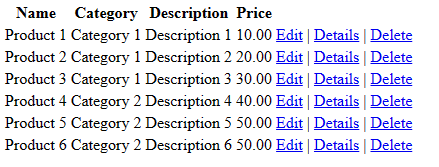 Name Category Description Price
Product 1 Category 1 Description 1 10.00 Edit | Details | Delete
Product 2 Category 1 Description 2 20.00 Edit | Details | Delete
Product 3 Category 1 Description 3 30.00 Edit | Details | Delete
Product 4 Category 2 Description 4 40.00 Edit | Details | Delete
Product 5 Category 2 Description 5 50.00 Edit | Details | Delete
Product 6 Category 2 Description 6 50.00 Edit | Details | Delete